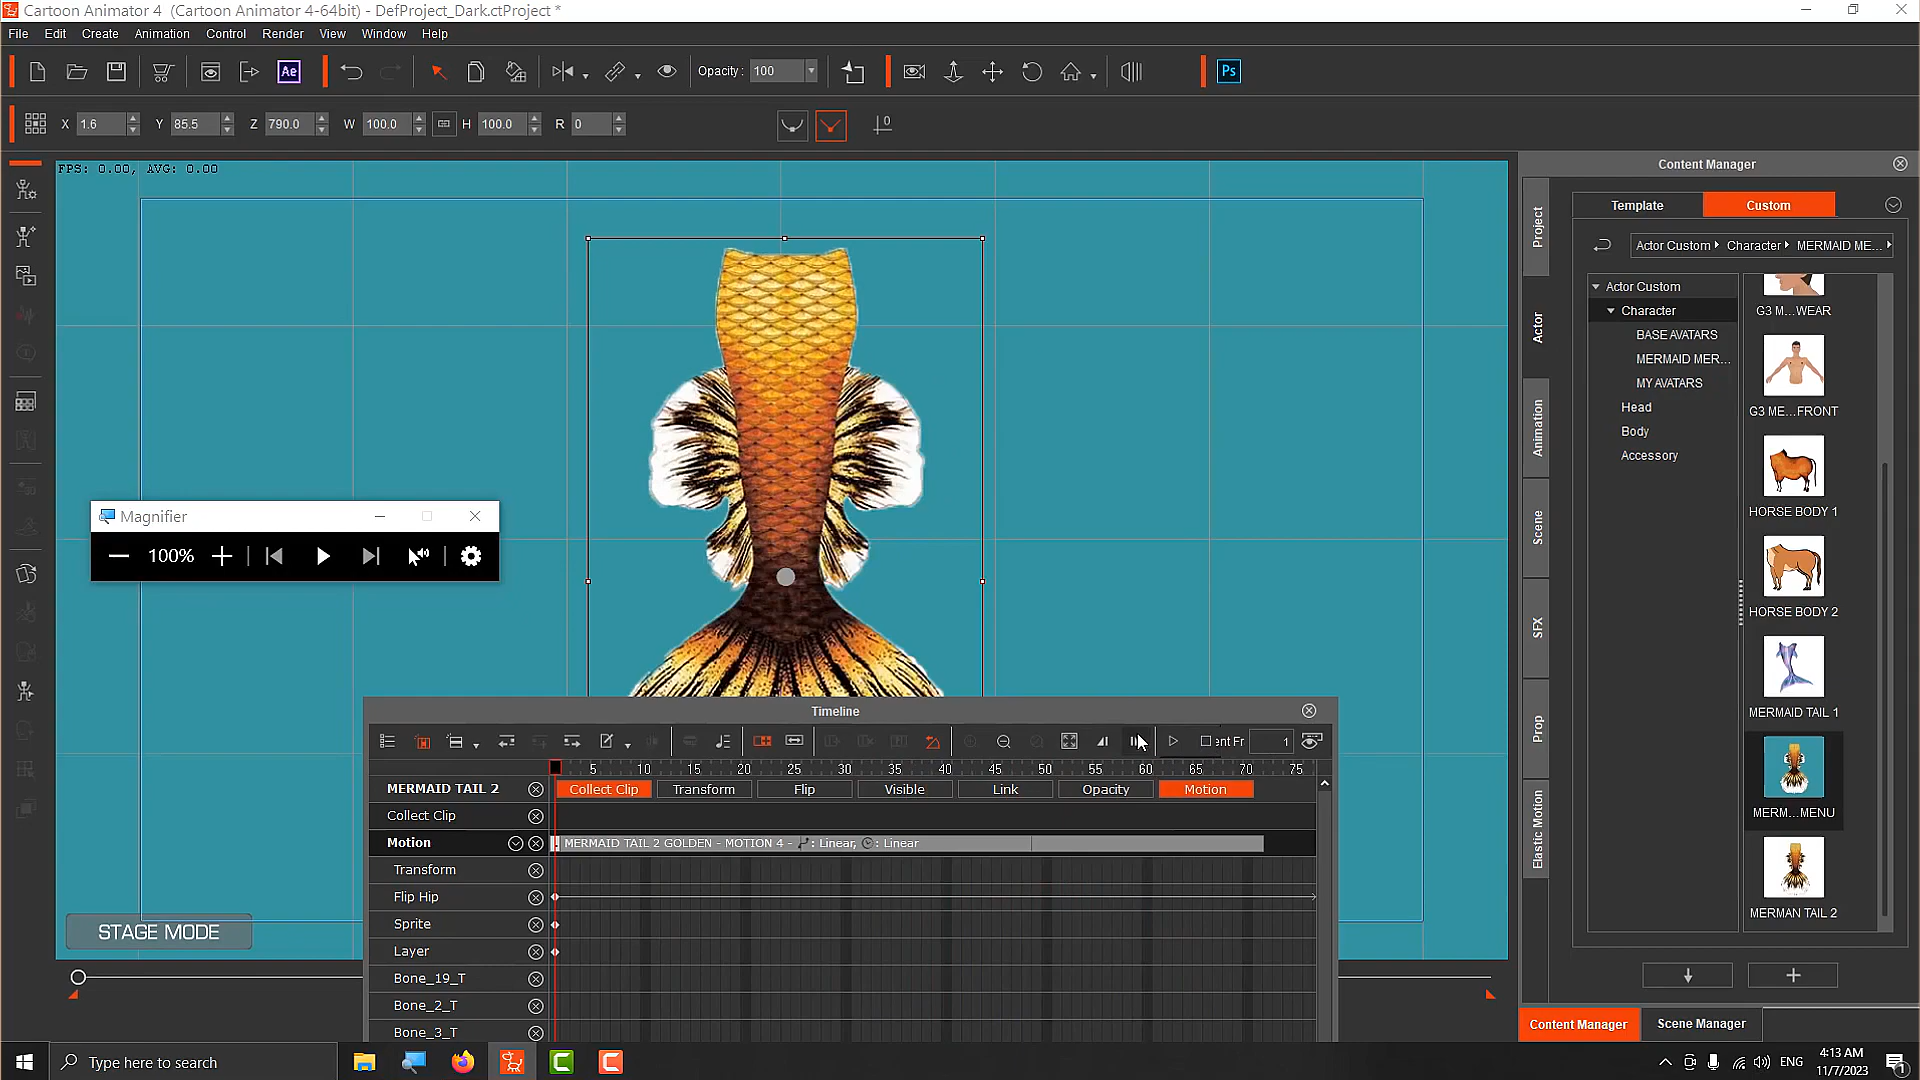 Cartoon Animator 4 (Cartoon Animator 4-64bit) - DefProject_Dark.ctProject *
File Edit Create Animation Control Render View Window Help
Ae Opacity : 100 Ps
X 1.6 Y 85.5 Z 790.0 W 100.0 H 100.0 R 0 0
FPS: 0.00, AVG: 0.00
Content Manager
Template Custom
Actor Custom Character MERMAID ME...
Project
Actor
Animation
Scene
SFX
Prop
Elastic Motion
Actor Custom
Character
BASE AVATARS
MERMAID MER...
MY AVATARS
Head
Body
Accessory
G3 M...WEAR
G3 ME...FRONT
HORSE BODY 1
HORSE BODY 2
MERMAID TAIL 1
MERM...MENU
MERMAN TAIL 2
Magnifier
100%
STAGE MODE
Timeline
ent Fr 1
5 10 15 20 25 30 35 40 45 50 55 60 65 70 75
MERMAID TAIL 2 Collect Clip Transform Flip Visible Link Opacity Motion
Collect Clip
Motion MERMAID TAIL 2 GOLDEN - MOTION 4 - : Linear, : Linear
Transform
Flip Hip
Sprite
Layer
Bone_19_T
Bone_2_T
Bone_3_T
Content Manager Scene Manager
Type here to search
ENG
4:13 AM
11/7/2023
1